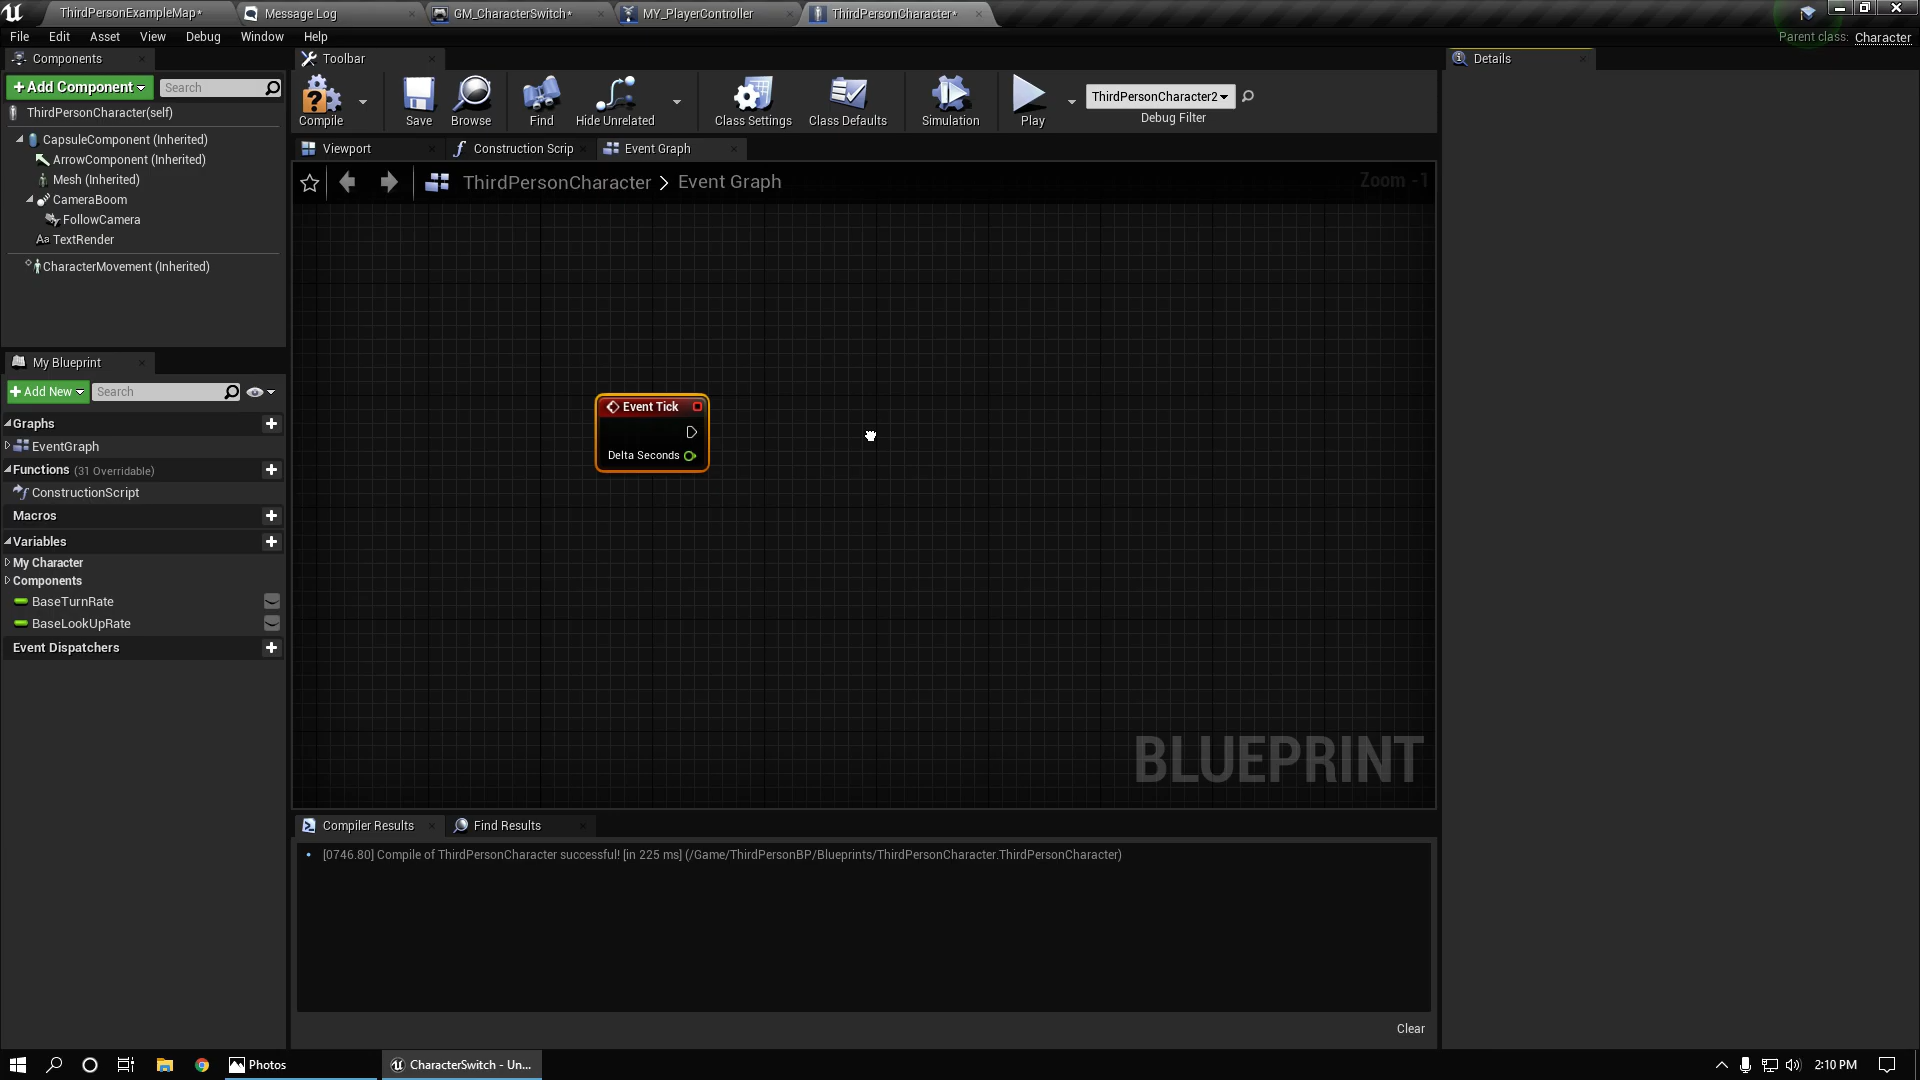 ThirdPersonExampleMap*
Message Log
GM_CharacterSwitch*
MY_PlayerController
ThirdPersonCharacter*
File
Edit
Asset
View
Debug
Window
Help
Parent class:
Character
Components
Toolbar
Details
Add Component
Search
ThirdPersonCharacter(self)
CapsuleComponent (Inherited)
ArrowComponent (Inherited)
Mesh (Inherited)
CameraBoom
FollowCamera
Aa TextRender
CharacterMovement (Inherited)
Compile
Save
Browse
Find
Hide Unrelated
Class Settings
Class Defaults
Simulation
Play
ThirdPersonCharacter2
Debug Filter
Viewport
Construction Scrip
Event Graph
ThirdPersonCharacter > Event Graph
Zoom -1
Event Tick
Delta Seconds
BLUEPRINT
My Blueprint
Add New
Search
Graphs
EventGraph
Functions (31 Overridable)
ConstructionScript
Macros
Variables
My Character
Components
BaseTurnRate
BaseLookUpRate
Event Dispatchers
Compiler Results
Find Results
[0746.80] Compile of ThirdPersonCharacter successful! [in 225 ms] (/Game/ThirdPersonBP/Blueprints/ThirdPersonCharacter.ThirdPersonCharacter)
Clear
Photos
CharacterSwitch - Un...
2:10 PM